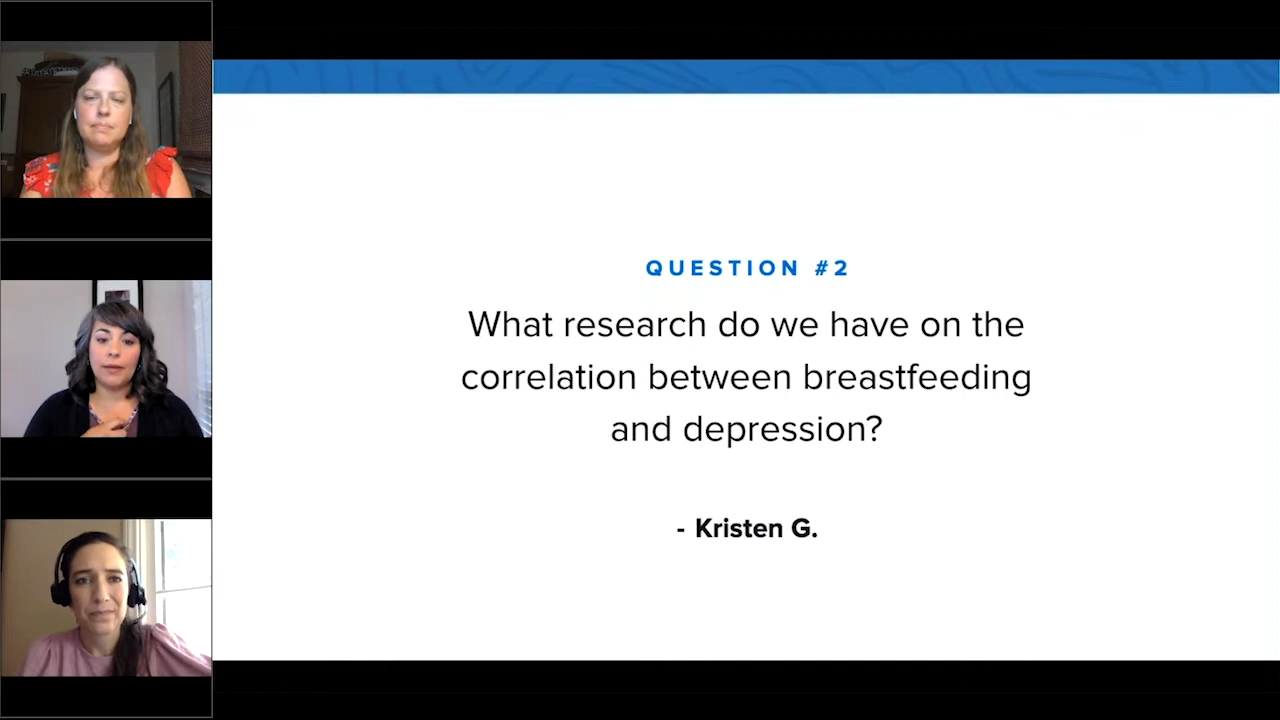 QUESTION #2
What research do we have on the
correlation between breastfeeding
and depression?
- Kristen G.